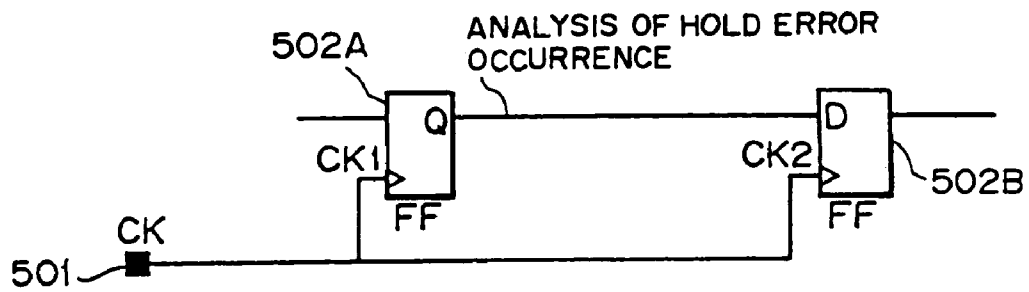 ANALYSIS OF HOLD ERROR
OCCURRENCE
502A
Q
D
CK1
CK2
502B
FF
FF
CK
501